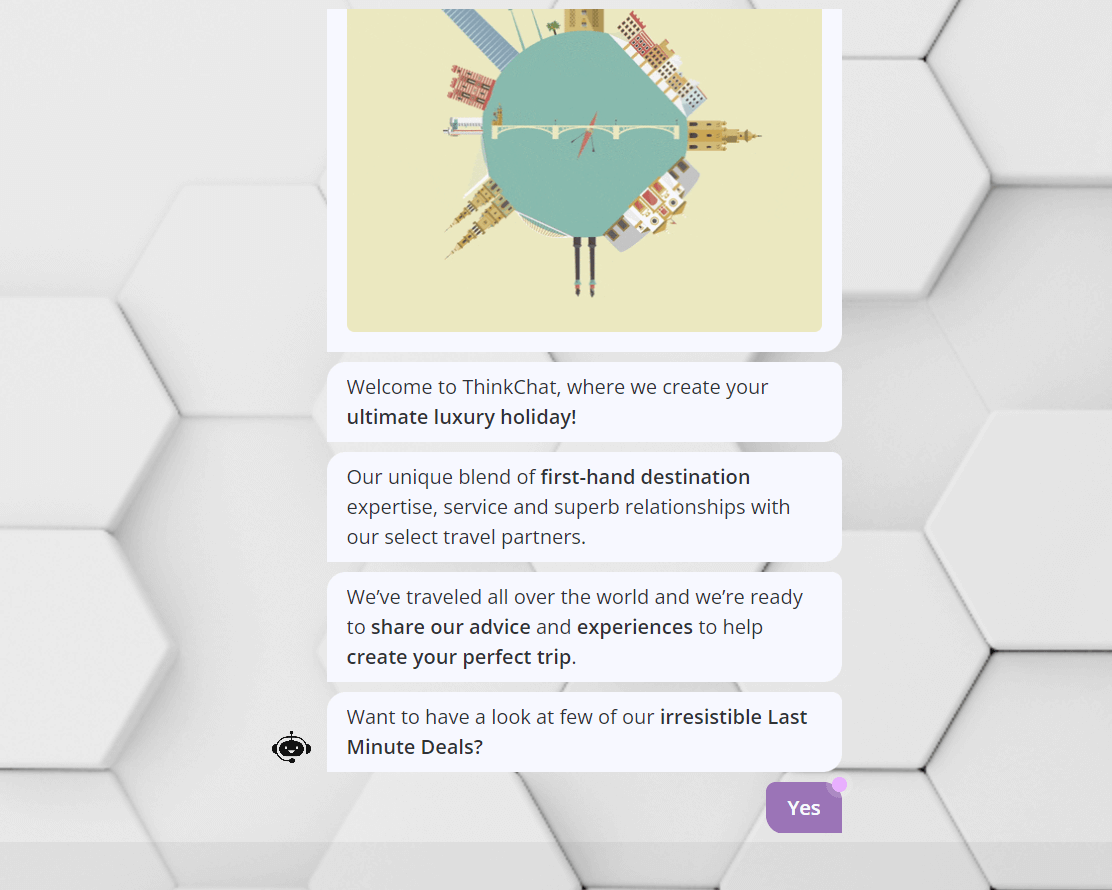 Welcome to ThinkChat, where we create your
ultimate luxury holiday!
Our unique blend of first-hand destination
expertise, service and superb relationships with
our select travel partners.
We’ve traveled all over the world and we’re ready
to share our advice and experiences to help
create your perfect trip.
Want to have a look at few of our irresistible Last
Minute Deals?
Yes